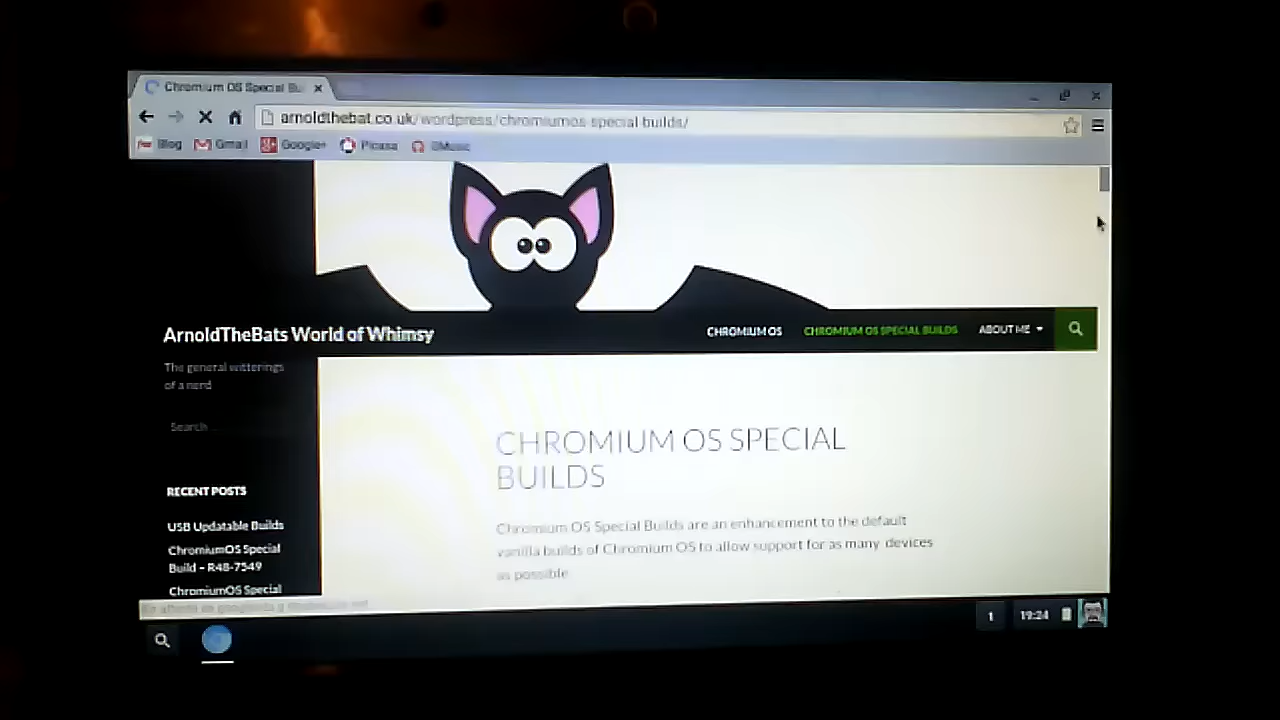 Chromium OS Special Bu
arnoldthebat.co.uk/wordpress/chromiumos-special-builds/
Blog Gmail Google+ Picasa
ArnoldTheBats World of Whimsy
CHROMIUM OS CHROMIUM OS SPECIAL BUILDS ABOUT ME
The general witterings
of a nerd
Search
CHROMIUM OS SPECIAL
BUILDS
RECENT POSTS
USB Updatable Builds
ChromiumOS Special
Build – R48-7549
ChromiumOS Special
Chromium OS Special Builds are an enhancement to the default
vanilla builds of Chromium OS to allow support for as many devices
as possible
1 19:24